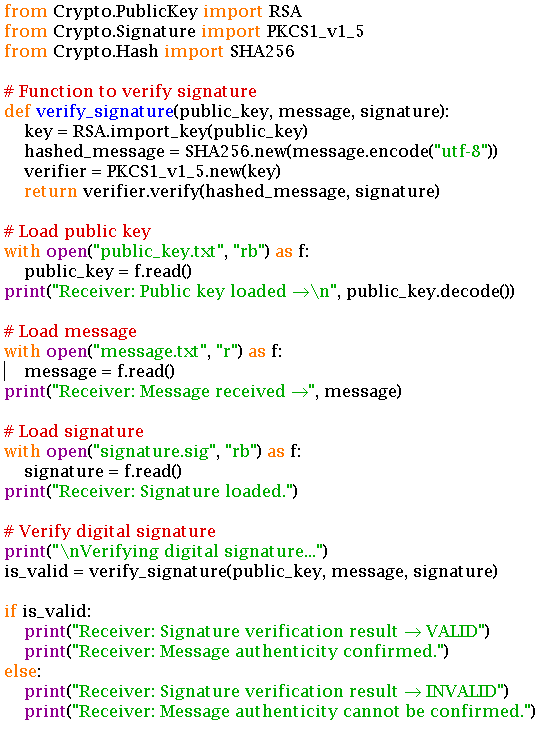 from Crypto.PublicKey import RSA
from Crypto.Signature import PKCS1_v1_5
from Crypto.Hash import SHA256

# Function to verify signature
def verify_signature(public_key, message, signature):
    key = RSA.import_key(public_key)
    hashed_message = SHA256.new(message.encode("utf-8"))
    verifier = PKCS1_v1_5.new(key)
    return verifier.verify(hashed_message, signature)

# Load public key
with open("public_key.txt", "rb") as f:
    public_key = f.read()
print("Receiver: Public key loaded →\n", public_key.decode())

# Load message
with open("message.txt", "r") as f:
    message = f.read()
print("Receiver: Message received →", message)

# Load signature
with open("signature.sig", "rb") as f:
    signature = f.read()
print("Receiver: Signature loaded.")

# Verify digital signature
print("\nVerifying digital signature...")
is_valid = verify_signature(public_key, message, signature)

if is_valid:
    print("Receiver: Signature verification result → VALID")
    print("Receiver: Message authenticity confirmed.")
else:
    print("Receiver: Signature verification result → INVALID")
    print("Receiver: Message authenticity cannot be confirmed.")